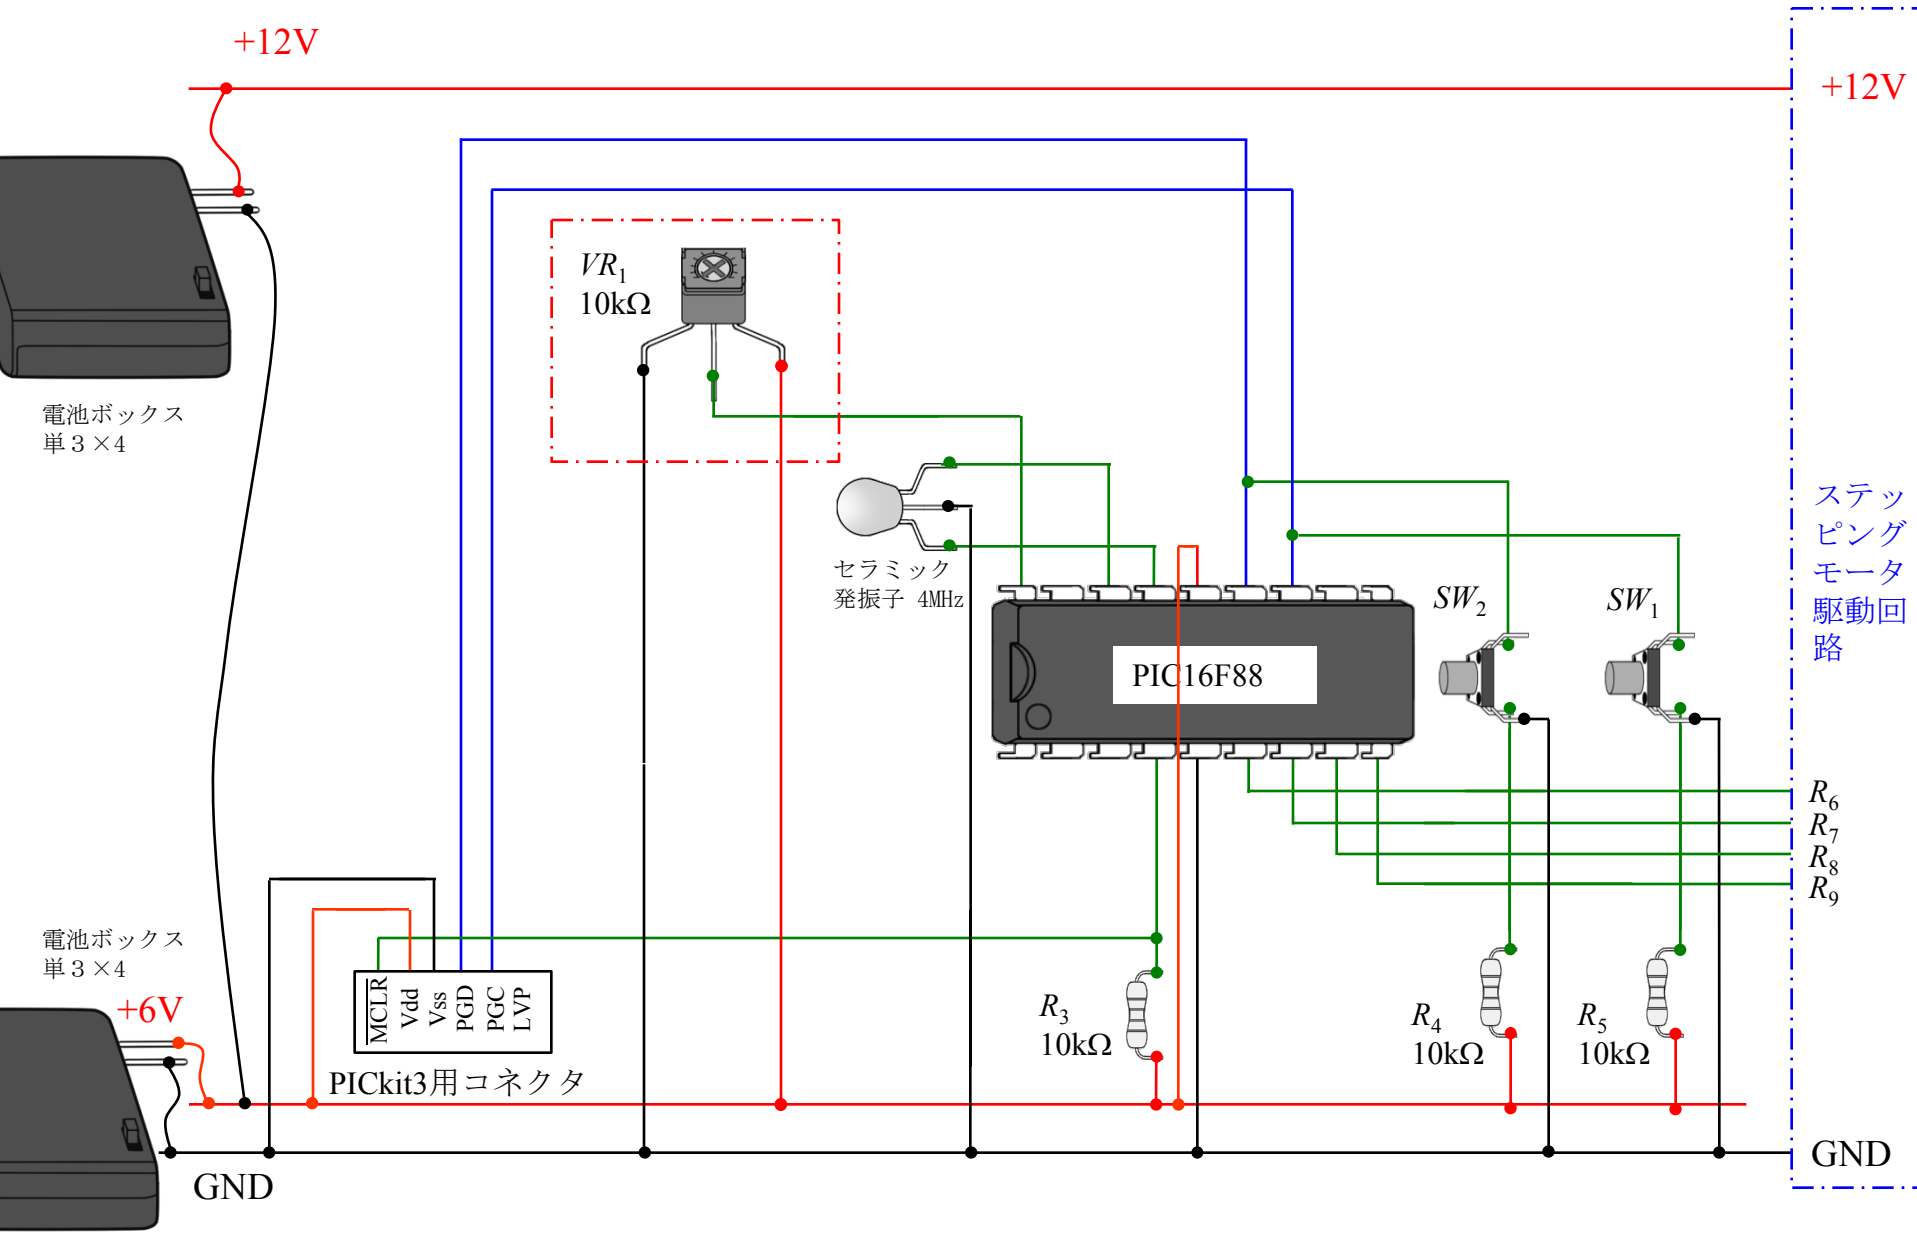 +12V
+12V
VR1
10kΩ
電池ボックス
単３×4
セラミック
発振子 4MHz
ステッ
ピング
モータ
駆動回
路
SW2
SW1
PIC16F88
R6
R7
R8
R9
電池ボックス
単３×4
+6V
MCLR
Vdd
Vss
PGD
PGC
LVP
PICkit3用コネクタ
R3
10kΩ
R4
10kΩ
R5
10kΩ
GND
GND